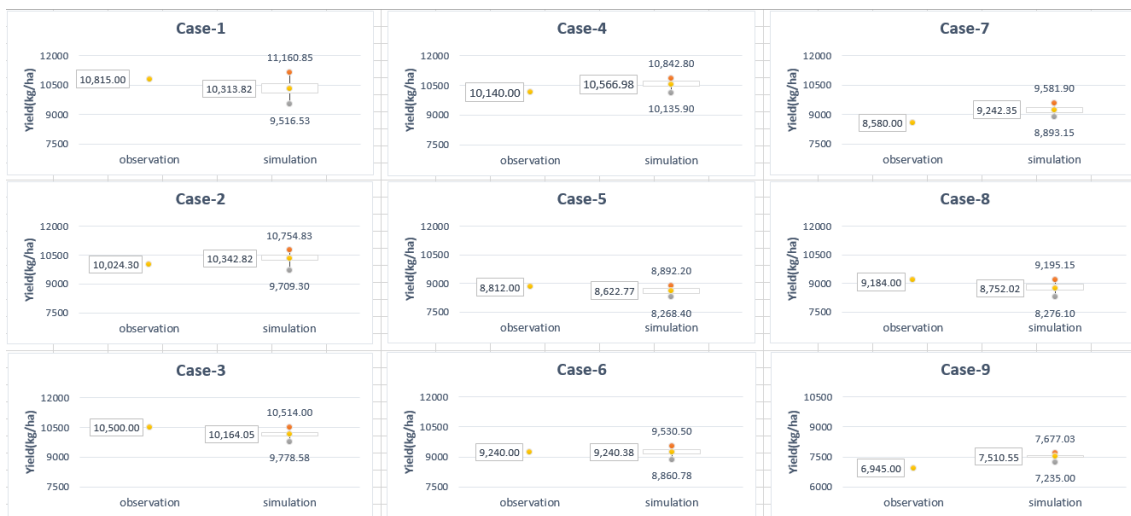 Case-1
Yield(kg/ha)
12000
10500
9000
7500
10,815.00
11,160.85
10,313.82
9,516.53
observation simulation
Case-4
12000
10500
9000
7500
10,140.00
10,842.80
10,566.98
10,135.90
observation simulation
Case-7
Yield(kg/ha)
12000
10500
9000
7500
8,580.00
9,581.90
9,242.35
8,893.15
observation simulation
Case-2
Yield(kg/ha)
12000
10500
9000
7500
10,024.30
10,754.83
10,342.82
9,709.30
observation simulation
Case-5
Yield(kg/ha)
12000
10500
9000
7500
8,812.00
8,892.20
8,622.77
8,268.40
observation simulation
Case-8
Yield(kg/ha)
12000
10500
9000
7500
9,184.00
9,195.15
8,752.02
8,276.10
observation simulation
Case-3
Yield(kg/ha)
12000
10500
9000
7500
10,500.00
10,514.00
10,164.05
9,778.58
observation simulation
Case-6
Yield(kg/ha)
12000
10500
9000
7500
9,240.00
9,530.50
9,240.38
8,860.78
observation simulation
Case-9
Yield(kg/ha)
10500
9000
7500
6000
6,945.00
7,677.03
7,510.55
7,235.00
observation simulation